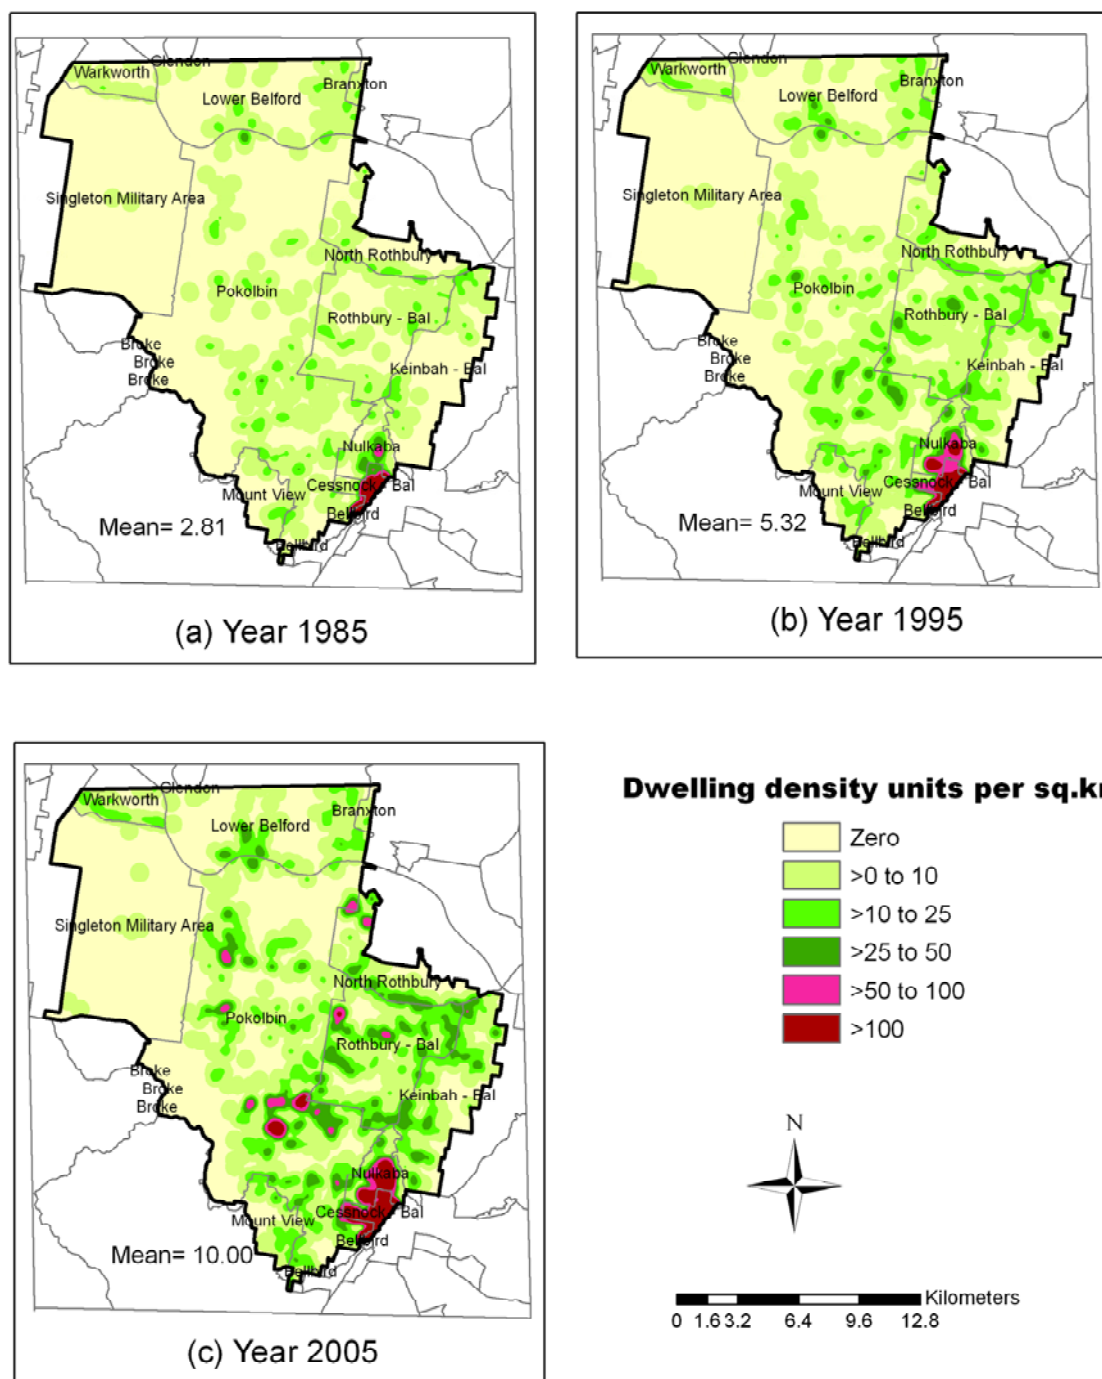 Glendon
Warkworth
Branxton
Lower Belford
Singleton Military Area
North Rothbury
Pokolbin
Rothbury - Bal
Broke
Broke
Broke
Keinbah - Bal
Nulkaba
Cessnock - Bal
Mount View
Bellbird
Mean= 2.81
Bellbird
(a) Year 1985
Glendon
Warkworth
Branxton
Lower Belford
Singleton Military Area
North Rothbury
Pokolbin
Rothbury - Bal
Broke
Broke
Broke
Keinbah - Bal
Nulkaba
Cessnock - Bal
Mount View
Bellbird
Mean= 5.32
Bellbird
(b) Year 1995
Glendon
Warkworth
Branxton
Lower Belford
Singleton Military Area
North Rothbury
Pokolbin
Rothbury - Bal
Broke
Broke
Broke
Keinbah - Bal
Nulkaba
Cessnock - Bal
Mount View
Bellbird
Mean= 10.00
Bellbird
(c) Year 2005
Dwelling density units per sq.km
Zero
>0 to 10
>10 to 25
>25 to 50
>50 to 100
>100
N
Kilometers
0 1.6 3.2 6.4 9.6 12.8